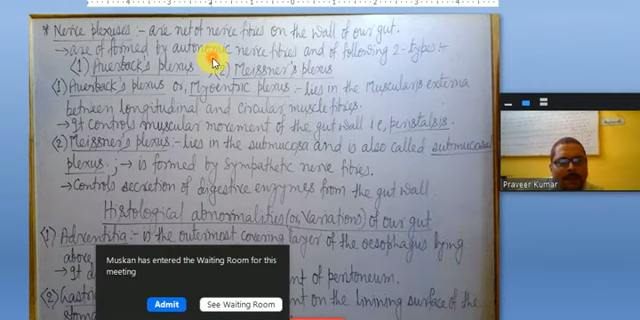 * Nerve plexuses :- are net of nerve fibres on the wall of our gut.
→ are of formed by autonomic nerve fibres and of following 2-types :-
(1) Auerback's plexus (2) Meissner's plexus
(1) Auerback's plexus or, Myoentric plexus :- lies in the Muscularis externa
between longitudinal and circular muscle fibres.
→ It controls muscular movement of the gut wall i.e, peristalsis.
(2) Meissner's plexus :- lies in the submucosa and is also called submucosal
plexus ; → is formed by Sympathetic nerve fibres.
→ Controls secretion of digestive enzymes from the gut wall.
Histological abnormalities (or, Variations) of our gut
(1) Adventitia :- is the outermost covering layer of the oesophagus lying
above
→ It of peritoneum.
(2) on the linining surface of the
Muskan has entered the Waiting Room for this
meeting
Admit
See Waiting Room
Praveer Kumar